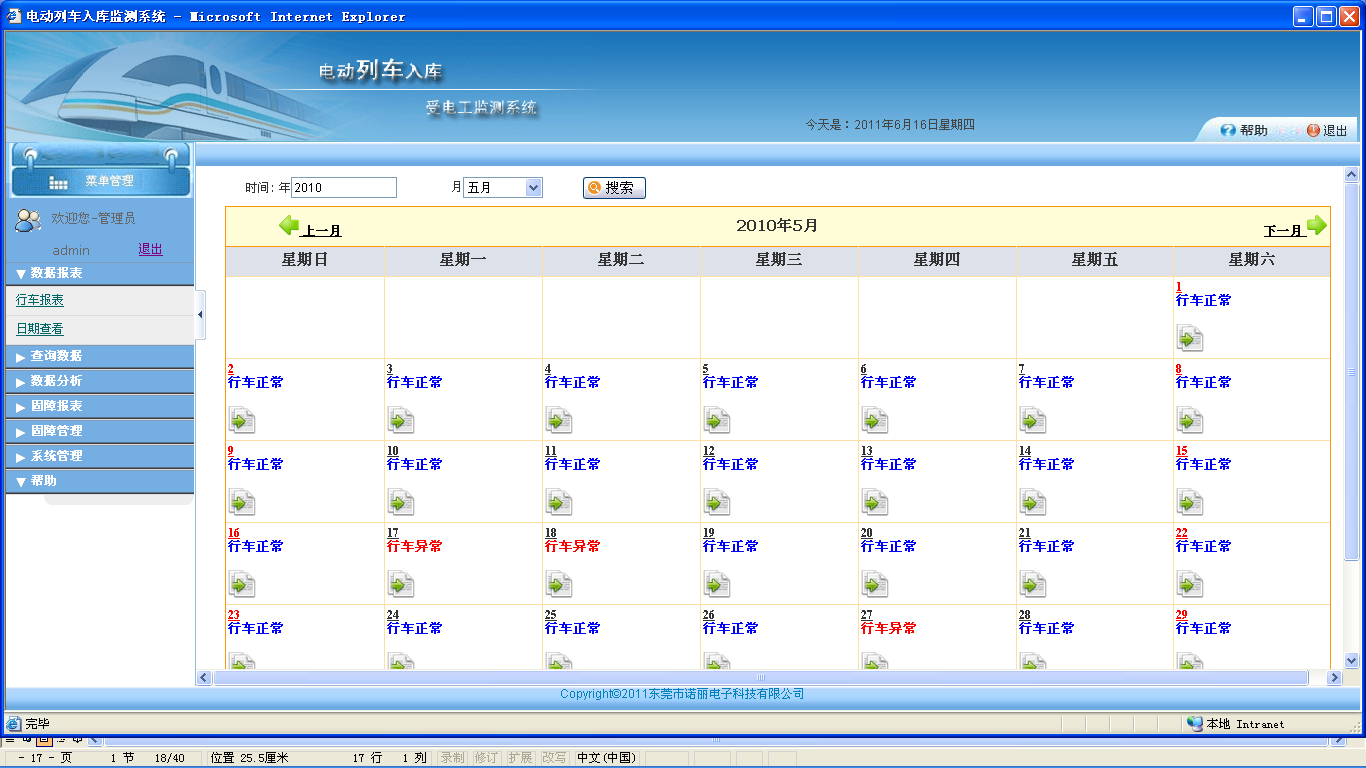 电动列车入库监测系统 - Microsoft Internet Explorer
电动列车入库
受电工监测系统
今天是：2011年6月16日星期四
帮助 退出
菜单管理
欢迎您-管理员
admin 退出
数据报表
行车报表
日期查看
查询数据
数据分析
固障报表
固障管理
系统管理
帮助
时间：年 2010 月 五月 搜索
上一月 2010年5月 下一月
星期日 星期一 星期二 星期三 星期四 星期五 星期六
1
行车正常
2 3 4 5 6 7 8
行车正常 行车正常 行车正常 行车正常 行车正常 行车正常 行车正常
9 10 11 12 13 14 15
行车正常 行车正常 行车正常 行车正常 行车正常 行车正常 行车正常
16 17 18 19 20 21 22
行车正常 行车异常 行车异常 行车正常 行车正常 行车正常 行车正常
23 24 25 26 27 28 29
行车正常 行车正常 行车正常 行车正常 行车异常 行车正常 行车正常
Copyright©2011东莞市诺丽电子科技有限公司
完毕 本地 Intranet
- 17 - 页 1 节 18/40 位置 25.5厘米 17 行 1 列 录制 修订 扩展 改写 中文(中国)